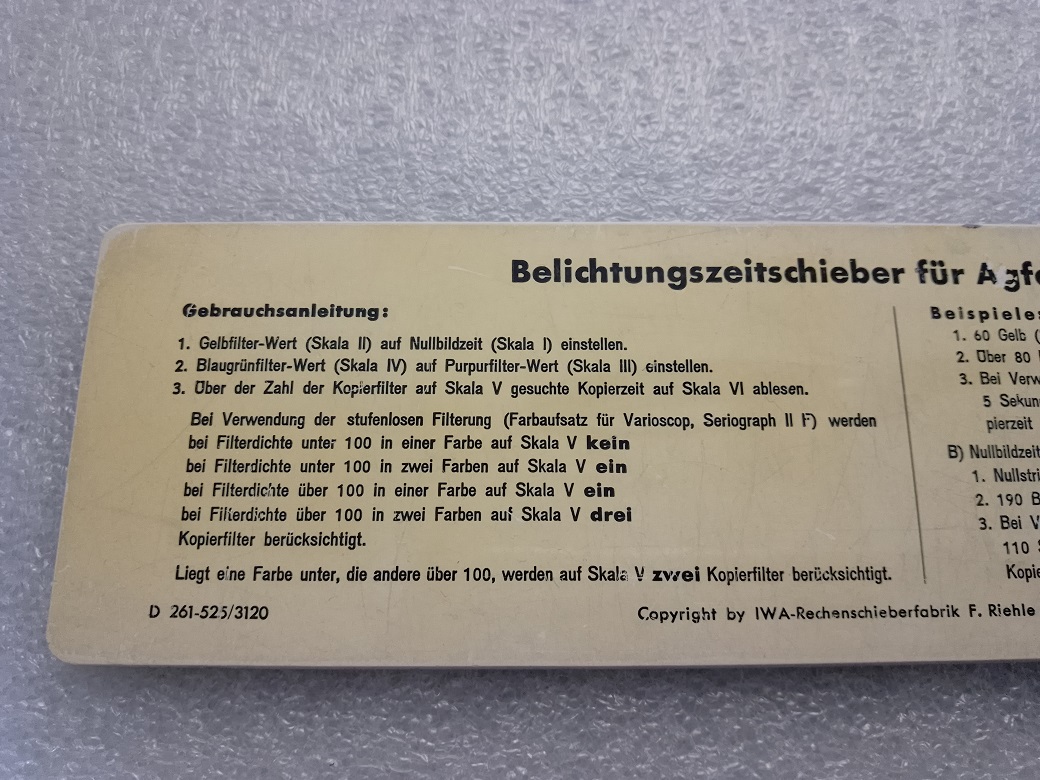 Belichtungszeitschieber für Agfa
Gebrauchsanleitung:
1. Gelbfilter-Wert (Skala II) auf Nullbildzeit (Skala I) einstellen.
2. Blaugrünfilter-Wert (Skala IV) auf Purpurfilter-Wert (Skala III) einstellen.
3. Über der Zahl der Kopierfilter auf Skala V gesuchte Kopierzeit auf Skala VI ablesen.
Bei Verwendung der stufenlosen Filterung (Farbaufsatz für Varioscop, Seriograph II F) werden
bei Filterdichte unter 100 in einer Farbe auf Skala V kein
bei Filterdichte unter 100 in zwei Farben auf Skala V ein
bei Filterdichte über 100 in einer Farbe auf Skala V ein
bei Filterdichte über 100 in zwei Farben auf Skala V drei
Kopierfilter berücksichtigt.
Liegt eine Farbe unter, die andere über 100, werden auf Skala V zwei Kopierfilter berücksichtigt.
Beispiele
1. 60 Gelb (
2. Über 80
3. Bei Verw
5 Sekun
pierzeit
B) Nullbildzeit
1. Nullstri
2. 190 B
3. Bei V
110
Kopie
D 261-525/3120
Copyright by IWA-Rechenschieberfabrik F. Riehle